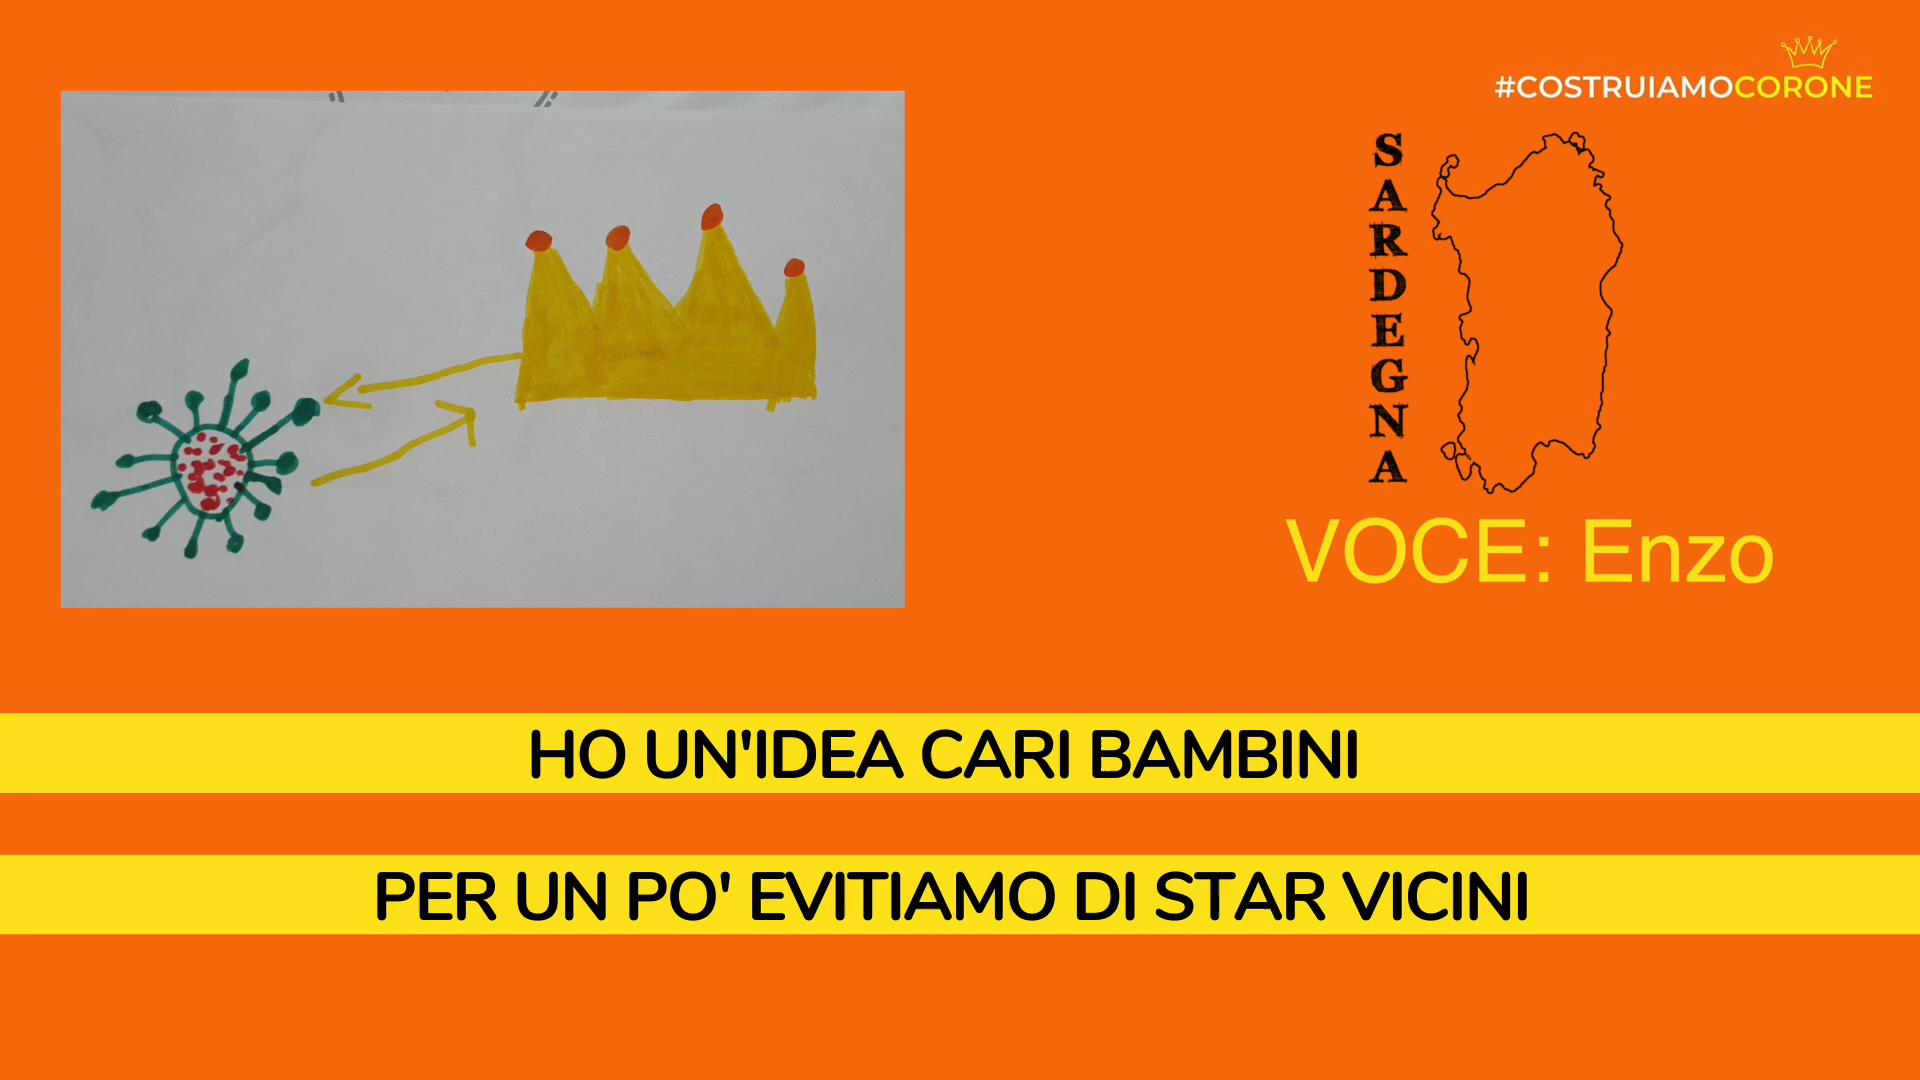 #COSTRUIAMOCORONE
SARDEGNA
VOCE: Enzo
HO UN'IDEA CARI BAMBINI
PER UN PO' EVITIAMO DI STAR VICINI